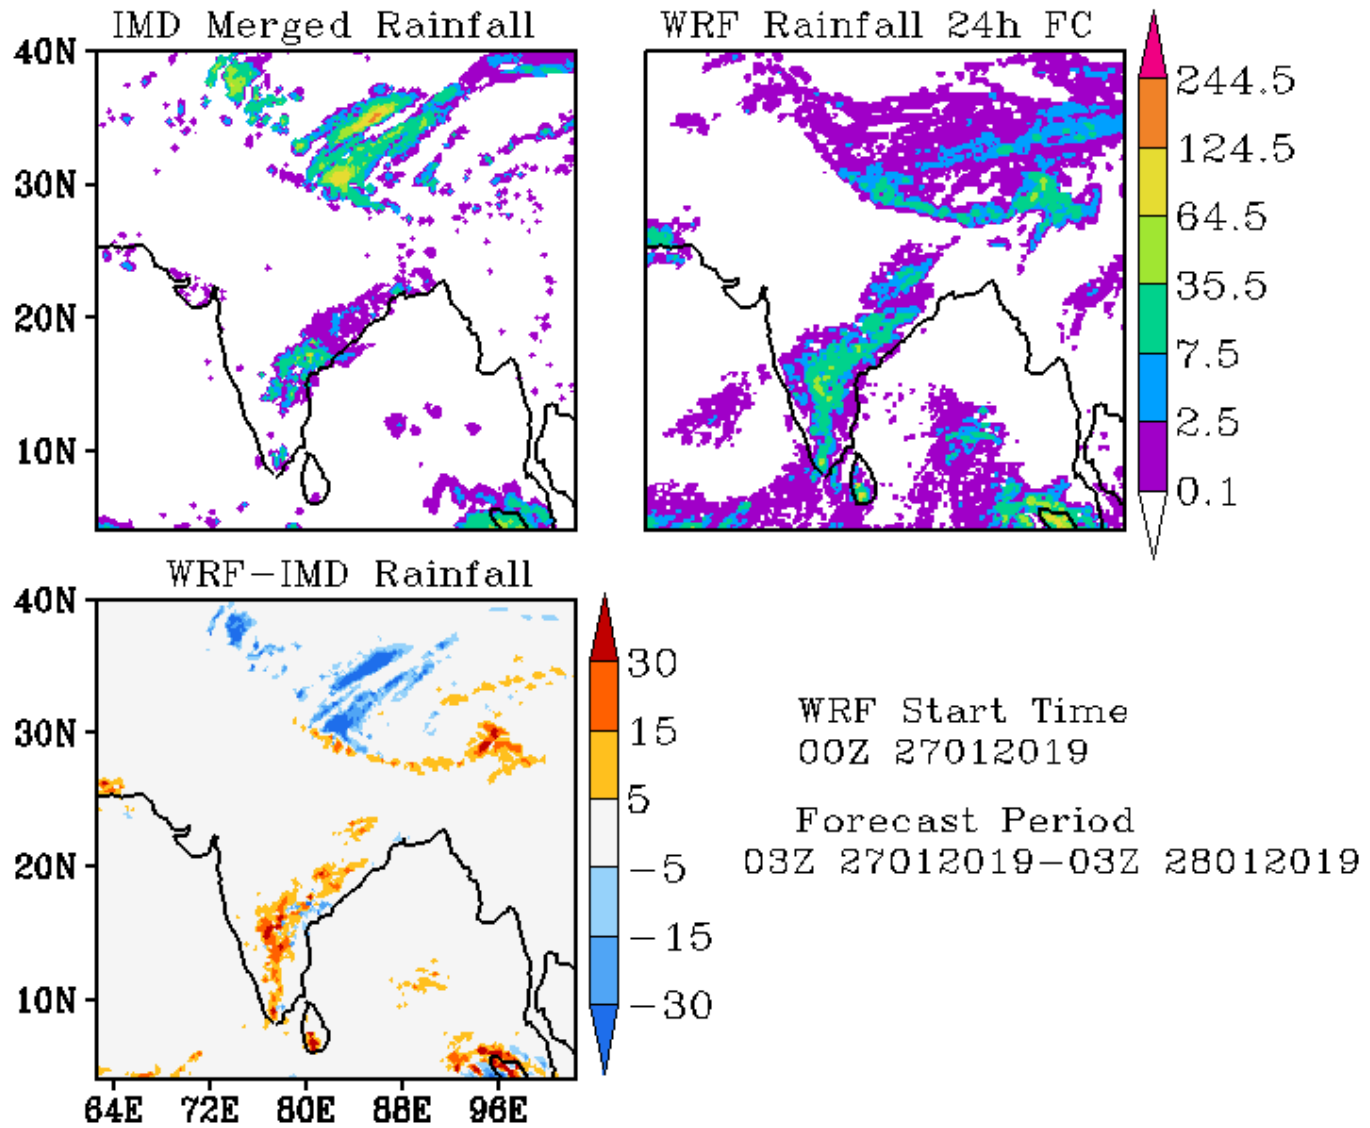 IMD Merged Rainfall
WRF Rainfall 24h FC
40N
30N
20N
10N
244.5
124.5
64.5
35.5
7.5
2.5
0.1
WRF-IMD Rainfall
40N
30N
20N
10N
64E 72E 80E 88E 96E
30
15
5
-5
-15
-30
WRF Start Time
00Z 27012019
Forecast Period
03Z 27012019-03Z 28012019